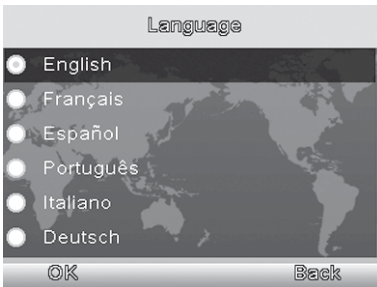 Language
English
Français
Español
Português
Italiano
Deutsch
OK Back